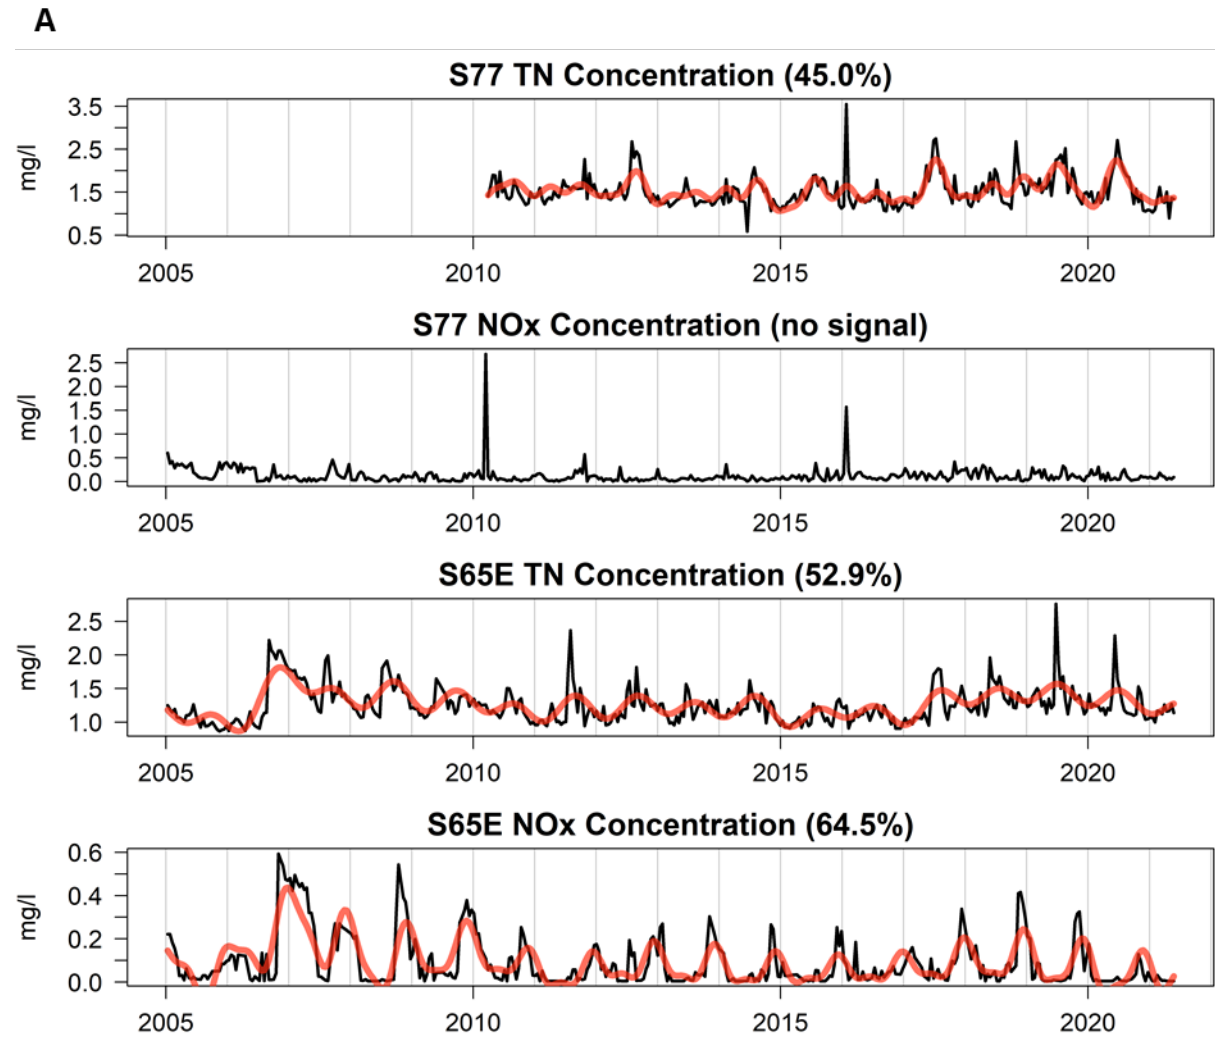 A
S77 TN Concentration (45.0%)
3.5
2.5
1.5
0.5
mg/l
2005 2010 2015 2020
S77 NOx Concentration (no signal)
2.5
2.0
1.5
1.0
0.5
0.0
mg/l
2005 2010 2015 2020
S65E TN Concentration (52.9%)
2.5
2.0
1.5
1.0
mg/l
2005 2010 2015 2020
S65E NOx Concentration (64.5%)
0.6
0.4
0.2
0.0
mg/l
2005 2010 2015 2020